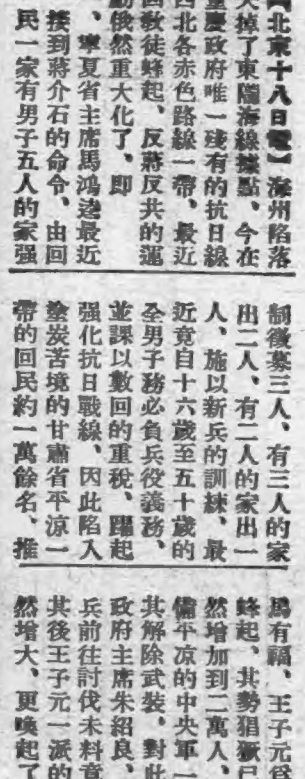 【北京十八日電】海州陷落
失掉了東隴海線據點、今在
重慶政府唯一殘有的抗日線
西北各赤色路線一帶、最近
回教徒蜂起、反蔣反共的運
動俄然重大化了、即
、寧夏省主席馬鴻逵最近
接到蔣介石的命令、由回
民一家有男子五人的家强
制徵募三人、有三人的家
出二人、有二人的家出一
人、施以新兵的訓練、最
近竟自十六歲至五十歲的
全男子務必負兵役義務、
並課以數回的重稅、躍起
强化抗日戰線、因此陷入
塗炭苦境的甘肅省平凉一
帶的回民約一萬餘名、推
馬有福、王子元
蜂起、其勢猖獗已
然增加到二萬人、
備平凉的中央軍一
其解除武裝、對此
政府主席朱紹良、
兵前往討伐未料意
其後王子元一派的
然增大、更喚起了